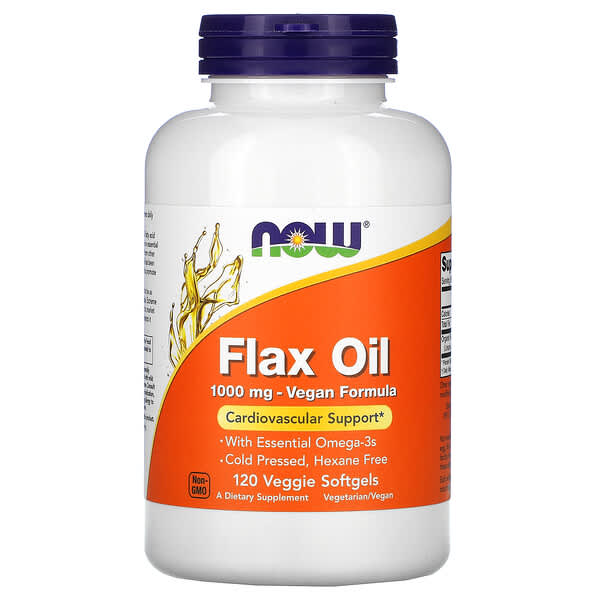 now®
Flax Oil
1000 mg - Vegan Formula
Cardiovascular Support*
• With Essential Omega-3s
• Cold Pressed, Hexane Free
120 Veggie Softgels
Non-
GMO
A Dietary Supplement Vegetarian/Vegan